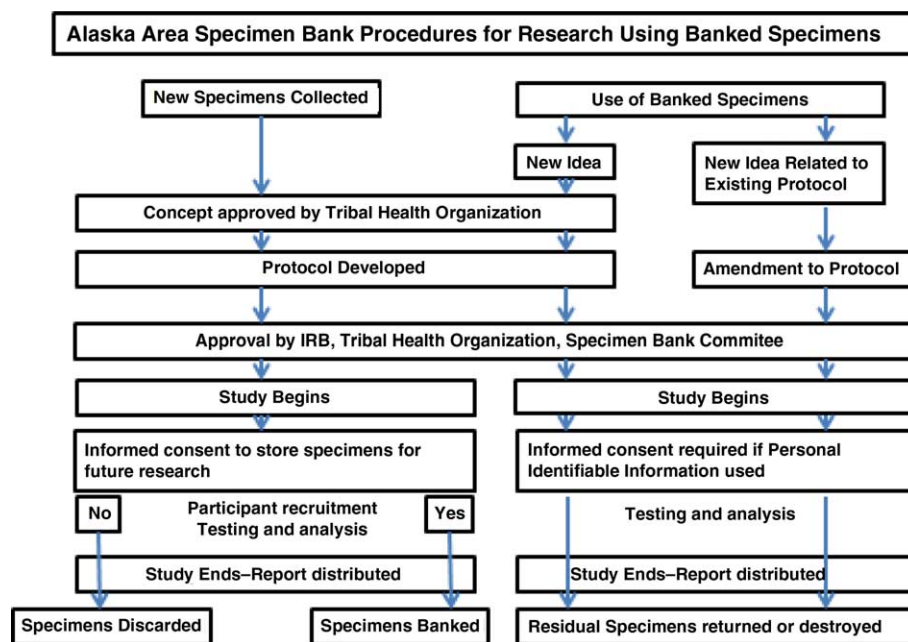 Alaska Area Specimen Bank Procedures for Research Using Banked Specimens
New Specimens Collected
Use of Banked Specimens
New Idea
New Idea Related to
Existing Protocol
Concept approved by Tribal Health Organization
Protocol Developed
Amendment to Protocol
Approval by IRB, Tribal Health Organization, Specimen Bank Commitee
Study Begins
Study Begins
Informed consent to store specimens for
future research
Informed consent required if Personal
Identifiable Information used
No
Participant recruitment
Testing and analysis
Yes
Testing and analysis
Study Ends–Report distributed
Study Ends–Report distributed
Specimens Discarded
Specimens Banked
Residual Specimens returned or destroyed